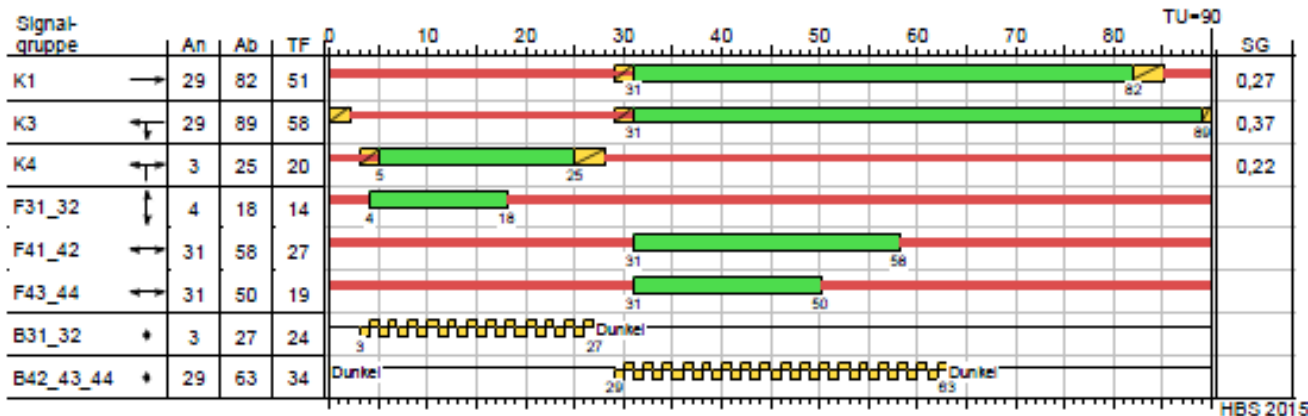 TU=90
Signal-
gruppe An Ab TF 0 10 20 30 40 50 60 70 80 SG
K1 29 82 51 31 82 0,27
K3 29 89 58 31 89 0,37
K4 3 25 20 5 25 0,22
F31_32 4 18 14 4 18
F41_42 31 58 27 31 58
F43_44 31 50 19 31 50
B31_32 3 27 24 3 27 Dunkel
B42_43_44 29 63 34 Dunkel 29 63 Dunkel
HBS 2015